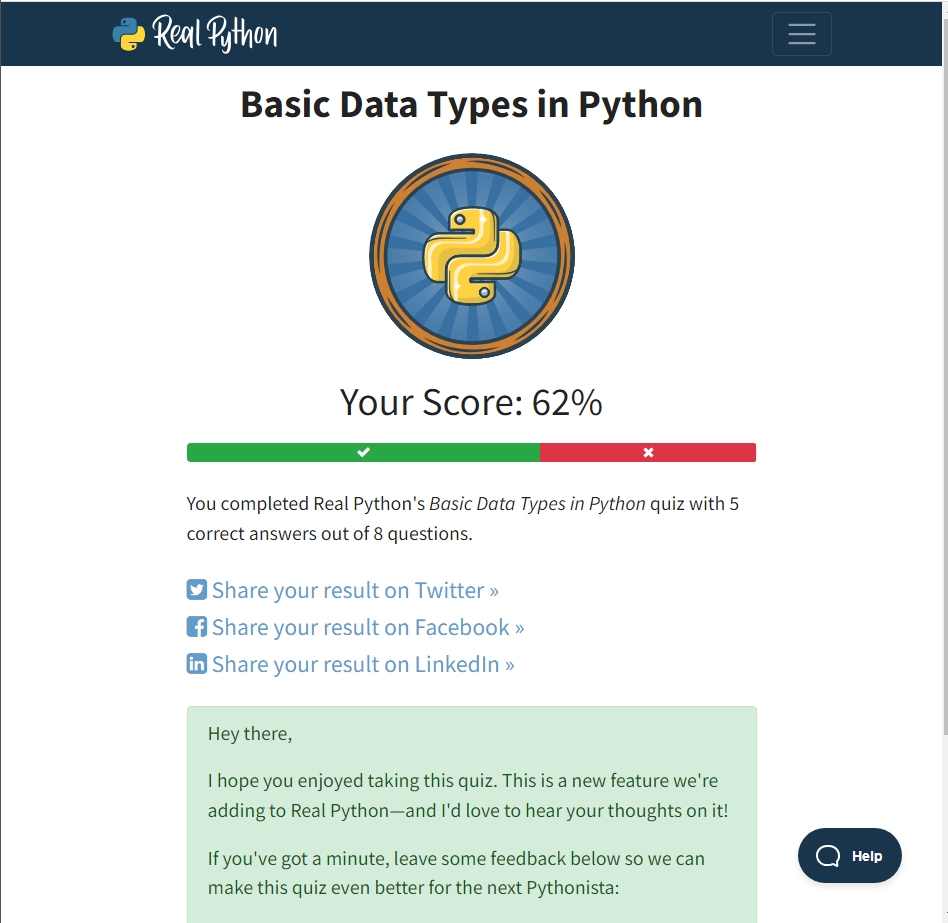 Real Python
Basic Data Types in Python
Your Score: 62%
You completed Real Python's Basic Data Types in Python quiz with 5
correct answers out of 8 questions.
Share your result on Twitter »
Share your result on Facebook »
Share your result on LinkedIn »
Hey there,
I hope you enjoyed taking this quiz. This is a new feature we're
adding to Real Python—and I'd love to hear your thoughts on it!
If you've got a minute, leave some feedback below so we can
make this quiz even better for the next Pythonista:
Help